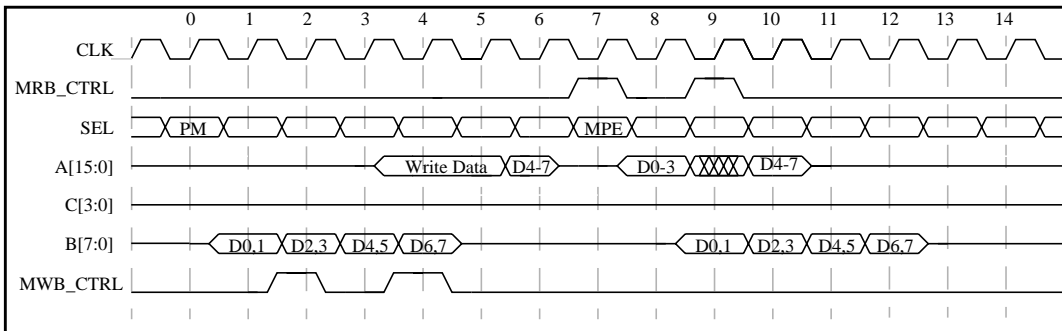 0 1 2 3 4 5 6 7 8 9 10 11 12 13 14
CLK
MRB_CTRL
SEL PM MPE
A[15:0] Write Data D4-7 D0-3 D4-7
C[3:0]
B[7:0] D0,1 D2,3 D4,5 D6,7 D0,1 D2,3 D4,5 D6,7
MWB_CTRL